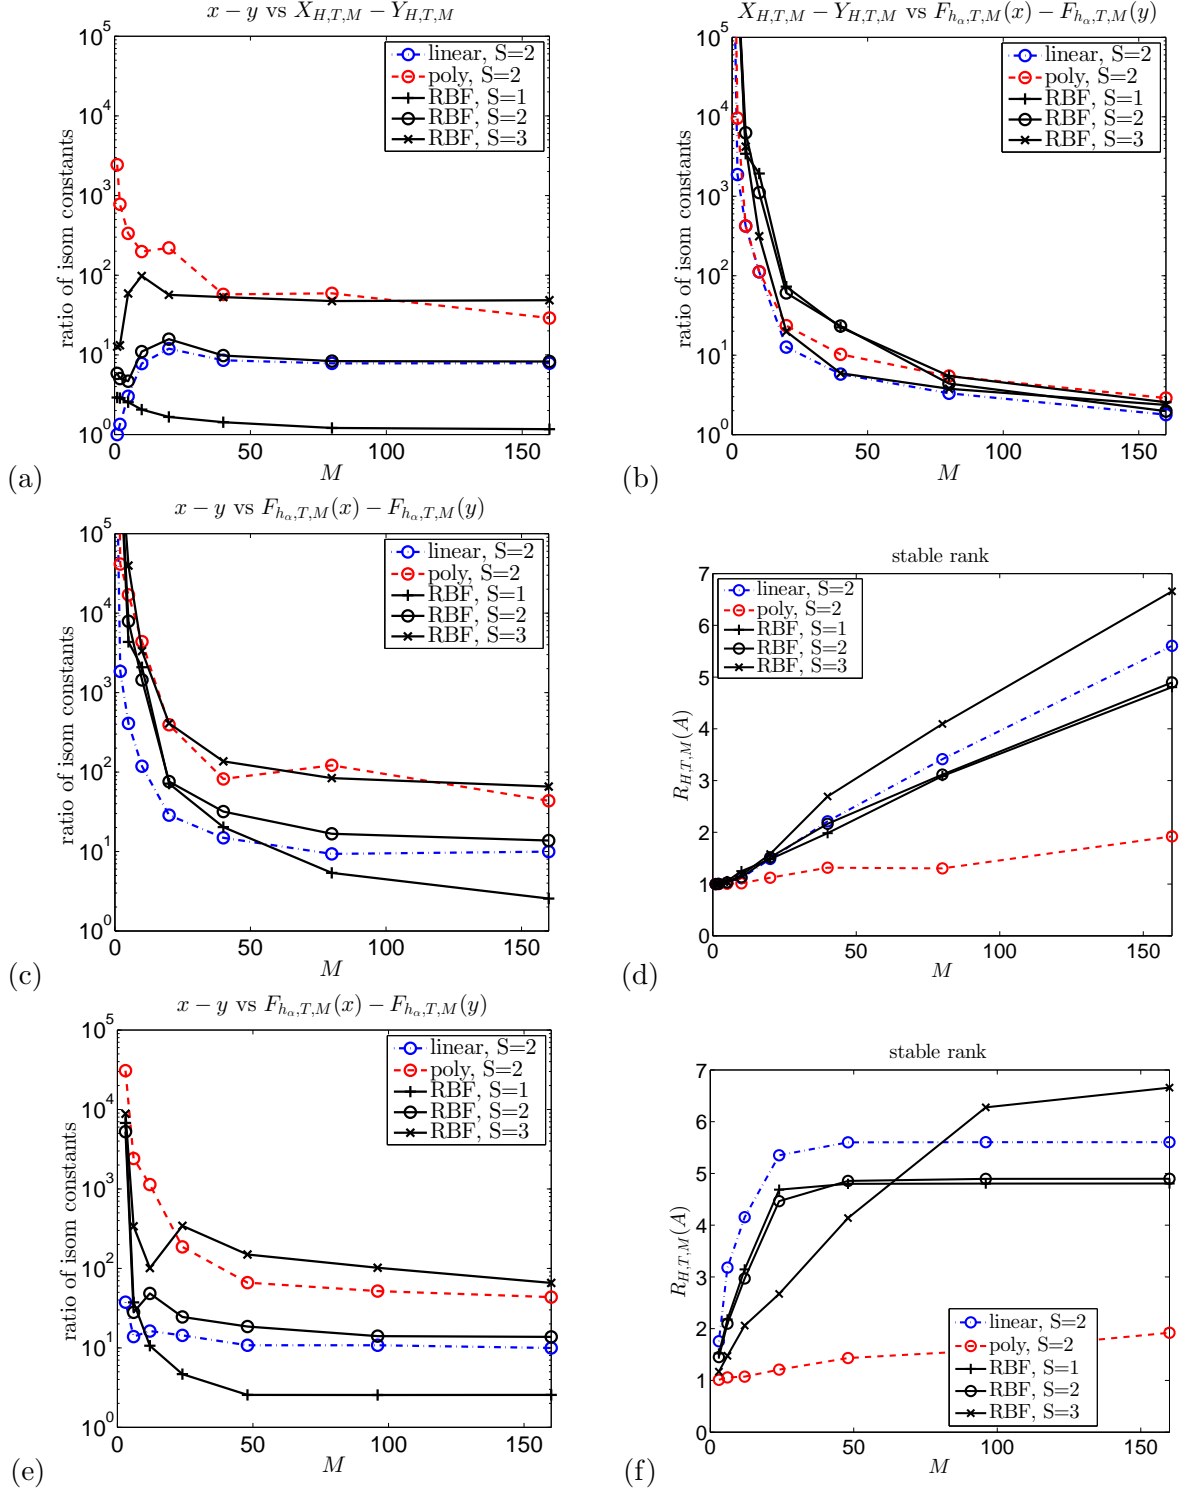 x − y vs X_{H,T,M} − Y_{H,T,M}
10^5
10^4
10^3
10^2
10^1
10^0
0
50
100
150
ratio of isom constants
M
linear, S=2
poly, S=2
RBF, S=1
RBF, S=2
RBF, S=3
(a)
X_{H,T,M} − Y_{H,T,M} vs F_{h_α,T,M}(x) − F_{h_α,T,M}(y)
10^5
10^4
10^3
10^2
10^1
10^0
0
50
100
150
ratio of isom constants
M
linear, S=2
poly, S=2
RBF, S=1
RBF, S=2
RBF, S=3
(b)
x − y vs F_{h_α,T,M}(x) − F_{h_α,T,M}(y)
10^5
10^4
10^3
10^2
10^1
10^0
0
50
100
150
ratio of isom constants
M
linear, S=2
poly, S=2
RBF, S=1
RBF, S=2
RBF, S=3
(c)
stable rank
7
6
5
4
3
2
1
0
0
50
100
150
R_{H,T,M}(A)
M
linear, S=2
poly, S=2
RBF, S=1
RBF, S=2
RBF, S=3
(d)
x − y vs F_{h_α,T,M}(x) − F_{h_α,T,M}(y)
10^5
10^4
10^3
10^2
10^1
10^0
0
50
100
150
ratio of isom constants
M
linear, S=2
poly, S=2
RBF, S=1
RBF, S=2
RBF, S=3
(e)
stable rank
7
6
5
4
3
2
1
0
0
50
100
150
R_{H,T,M}(A)
M
linear, S=2
poly, S=2
RBF, S=1
RBF, S=2
RBF, S=3
(f)